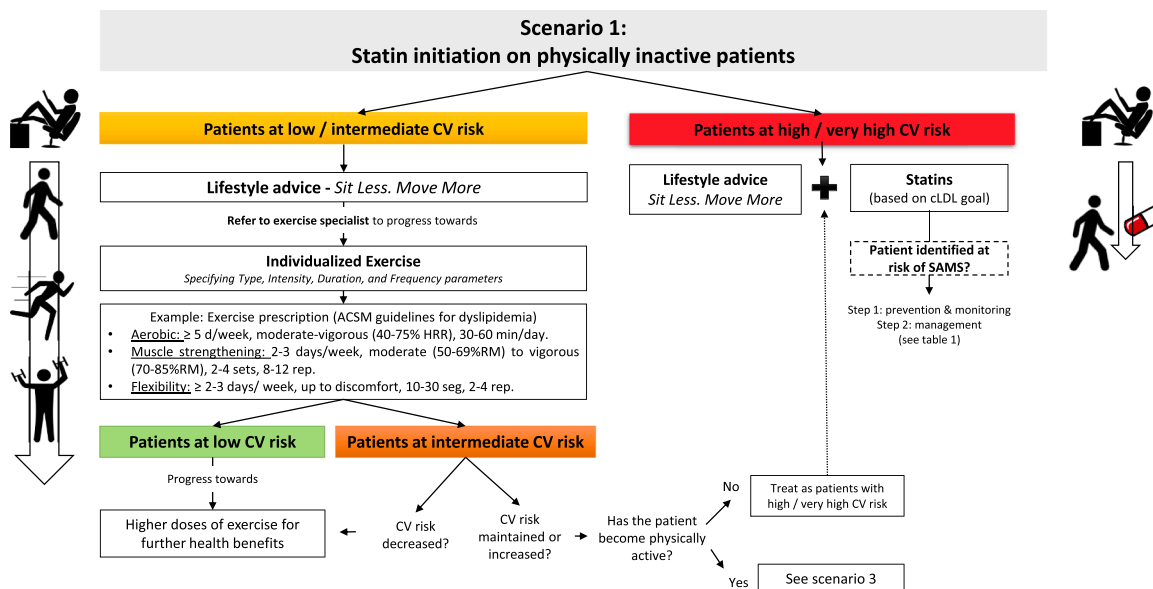 Scenario 1:
Statin initiation on physically inactive patients
Patients at low / intermediate CV risk
Lifestyle advice - Sit Less. Move More
Refer to exercise specialist to progress towards
Individualized Exercise
Specifying Type, Intensity, Duration, and Frequency parameters
Example: Exercise prescription (ACSM guidelines for dyslipidemia)
• Aerobic: ≥ 5 d/week, moderate-vigorous (40-75% HRR), 30-60 min/day.
• Muscle strengthening: 2-3 days/week, moderate (50-69%RM) to vigorous
(70-85%RM), 2-4 sets, 8-12 rep.
• Flexibility: ≥ 2-3 days/ week, up to discomfort, 10-30 seg, 2-4 rep.
Patients at low CV risk
Progress towards
Higher doses of exercise for
further health benefits
Patients at intermediate CV risk
CV risk
decreased?
CV risk
maintained or
increased?
Has the patient
become physically
active?
No
Treat as patients with
high / very high CV risk
Yes
See scenario 3
Patients at high / very high CV risk
Lifestyle advice
Sit Less. Move More
Statins
(based on cLDL goal)
Patient identified at
risk of SAMS?
Step 1: prevention & monitoring
Step 2: management
(see table 1)